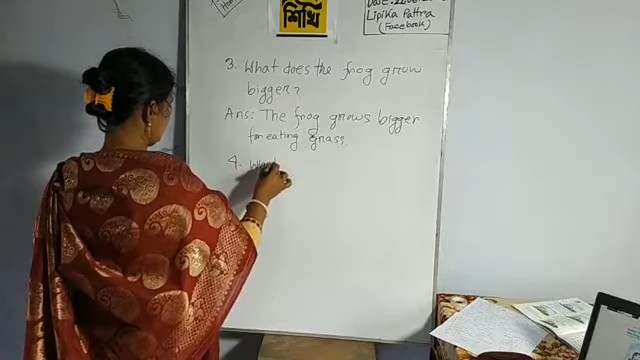 শিখি
Lipika Pattra
(Facebook)
3. What does the frog grow
bigger?
Ans: The frog grows bigger
for eating grass.
4. What